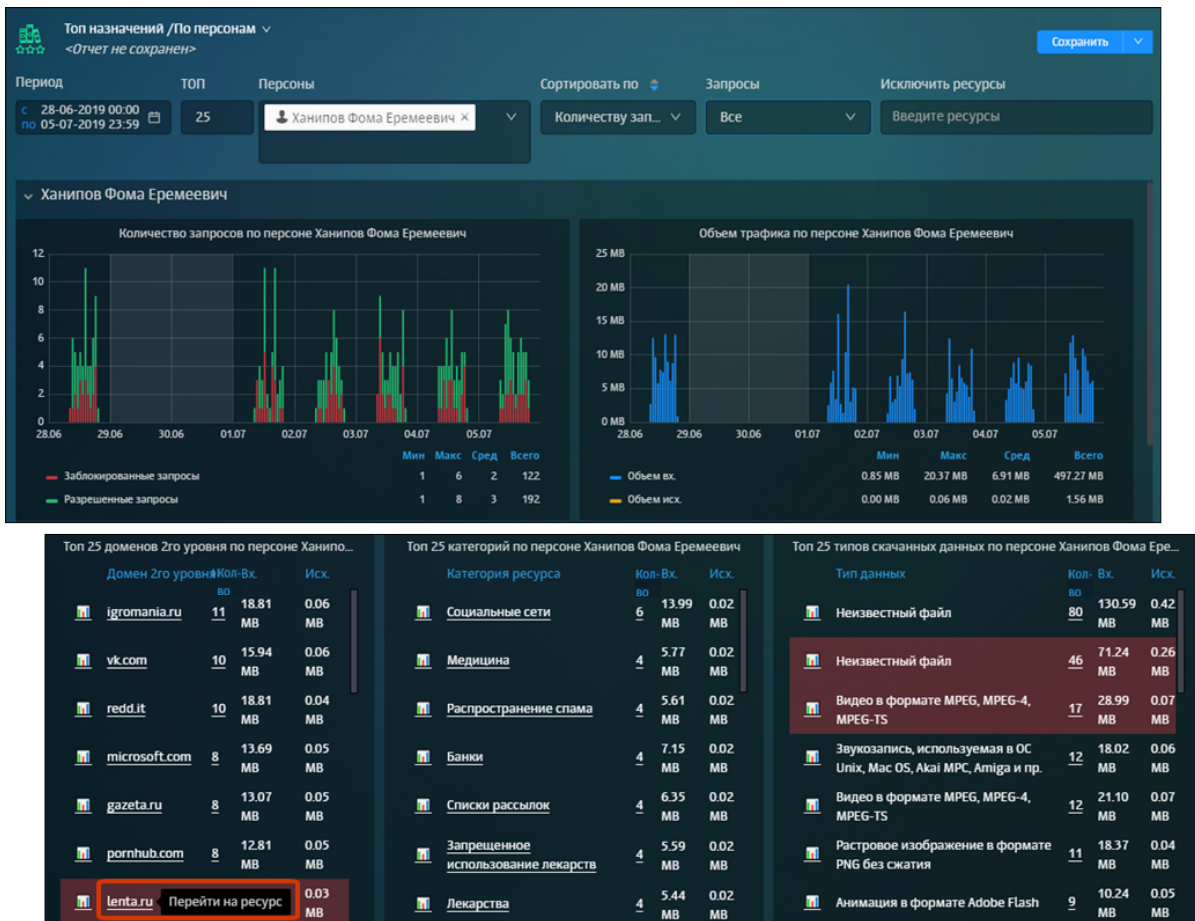 Топ назначений /По персонам
<Отчет не сохранен>
Сохранить
Период ТОП Персоны Сортировать по Запросы Исключить ресурсы
с 28-06-2019 00:00
по 05-07-2019 23:59
25
Ханипов Фома Еремеевич ×
Количеству зап...
Все
Введите ресурсы
Ханипов Фома Еремеевич
Количество запросов по персоне Ханипов Фома Еремеевич
12
10
8
6
4
2
0
28.06 29.06 30.06 01.07 02.07 03.07 04.07 05.07
Мин Макс Сред Всего
Заблокированные запросы 1 6 2 122
Разрешенные запросы 1 8 3 192
Объем трафика по персоне Ханипов Фома Еремеевич
25 MB
20 MB
15 MB
10 MB
5 MB
0 MB
28.06 29.06 30.06 01.07 02.07 03.07 04.07 05.07
Мин Макс Сред Всего
Объем вх. 0.85 MB 20.37 MB 6.91 MB 497.27 MB
Объем исх. 0.00 MB 0.06 MB 0.02 MB 1.56 MB
Топ 25 доменов 2го уровня по персоне Ханипо...
Домен 2го уровня Кол-во Вх. Исх.
igromania.ru 11 18.81 MB 0.06 MB
vk.com 10 15.94 MB 0.06 MB
redd.it 10 18.81 MB 0.04 MB
microsoft.com 8 13.69 MB 0.05 MB
gazeta.ru 8 13.07 MB 0.05 MB
pornhub.com 8 12.81 MB 0.05 MB
lenta.ru Перейти на ресурс 0.03 MB
Топ 25 категорий по персоне Ханипов Фома Еремеевич
Категория ресурса Кол-во Вх. Исх.
Социальные сети 6 13.99 MB 0.02 MB
Медицина 4 5.77 MB 0.02 MB
Распространение спама 4 5.61 MB 0.02 MB
Банки 4 7.15 MB 0.02 MB
Списки рассылок 4 6.35 MB 0.02 MB
Запрещенное
использование лекарств 4 5.59 MB 0.02 MB
Лекарства 4 5.44 MB 0.02 MB
Топ 25 типов скачанных данных по персоне Ханипов Фома Ере...
Тип данных Кол-во Вх. Исх.
Неизвестный файл 80 130.59 MB 0.42 MB
Неизвестный файл 46 71.24 MB 0.26 MB
Видео в формате MPEG, MPEG-4,
MPEG-TS 17 28.99 MB 0.07 MB
Звукозапись, используемая в ОС
Unix, Mac OS, Akai MPC, Amiga и пр. 12 18.02 MB 0.06 MB
Видео в формате MPEG, MPEG-4,
MPEG-TS 12 21.10 MB 0.07 MB
Растровое изображение в формате
PNG без сжатия 11 18.37 MB 0.04 MB
Анимация в формате Adobe Flash 9 10.24 MB 0.05 MB